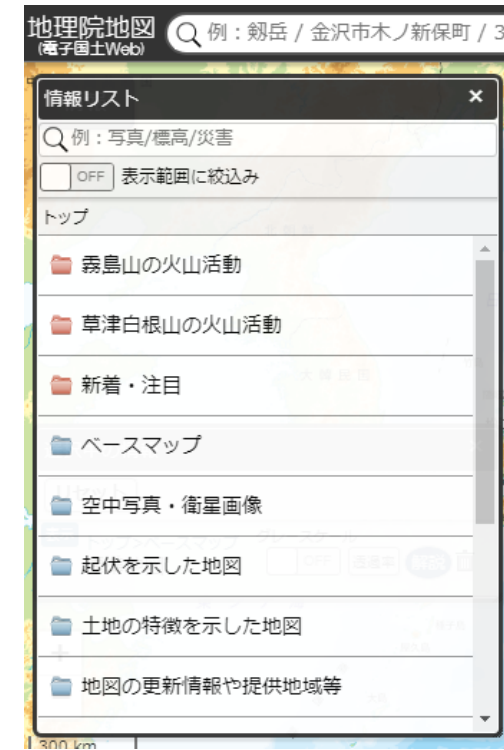 地理院地図
(電子国土Web)
例：剱岳 / 金沢市木ノ新保町 / 3
情報リスト ×
例：写真/標高/災害
OFF 表示範囲に絞込み
トップ
霧島山の火山活動
草津白根山の火山活動
新着・注目
ベースマップ
空中写真・衛星画像
起伏を示した地図
土地の特徴を示した地図
地図の更新情報や提供地域等
300 km